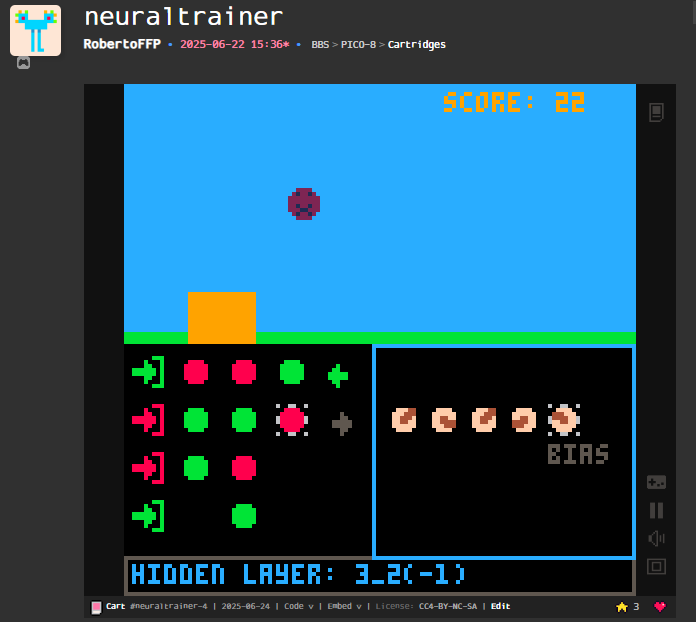 neuraltrainer
RobertoFFP • 2025-06-22 15:36* • BBS > PICO-8 > Cartridges
SCORE: 22
BIAS
HIDDEN LAYER: 3_2(-1)
Cart #neuraltrainer-4 | 2025-06-24 | Code v | Embed v | License: CC4-BY-NC-SA | Edit
3